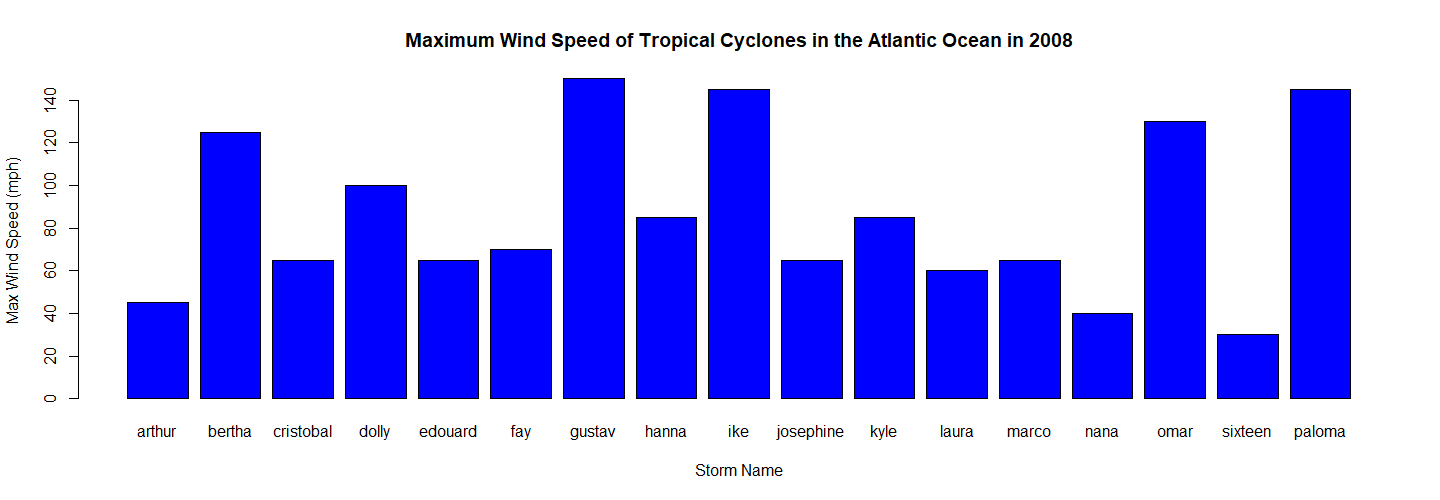 Maximum Wind Speed of Tropical Cyclones in the Atlantic Ocean in 2008
Max Wind Speed (mph)
140
120
100
80
60
40
20
0
arthur bertha cristobal dolly edouard fay gustav hanna ike josephine kyle laura marco nana omar sixteen paloma
Storm Name